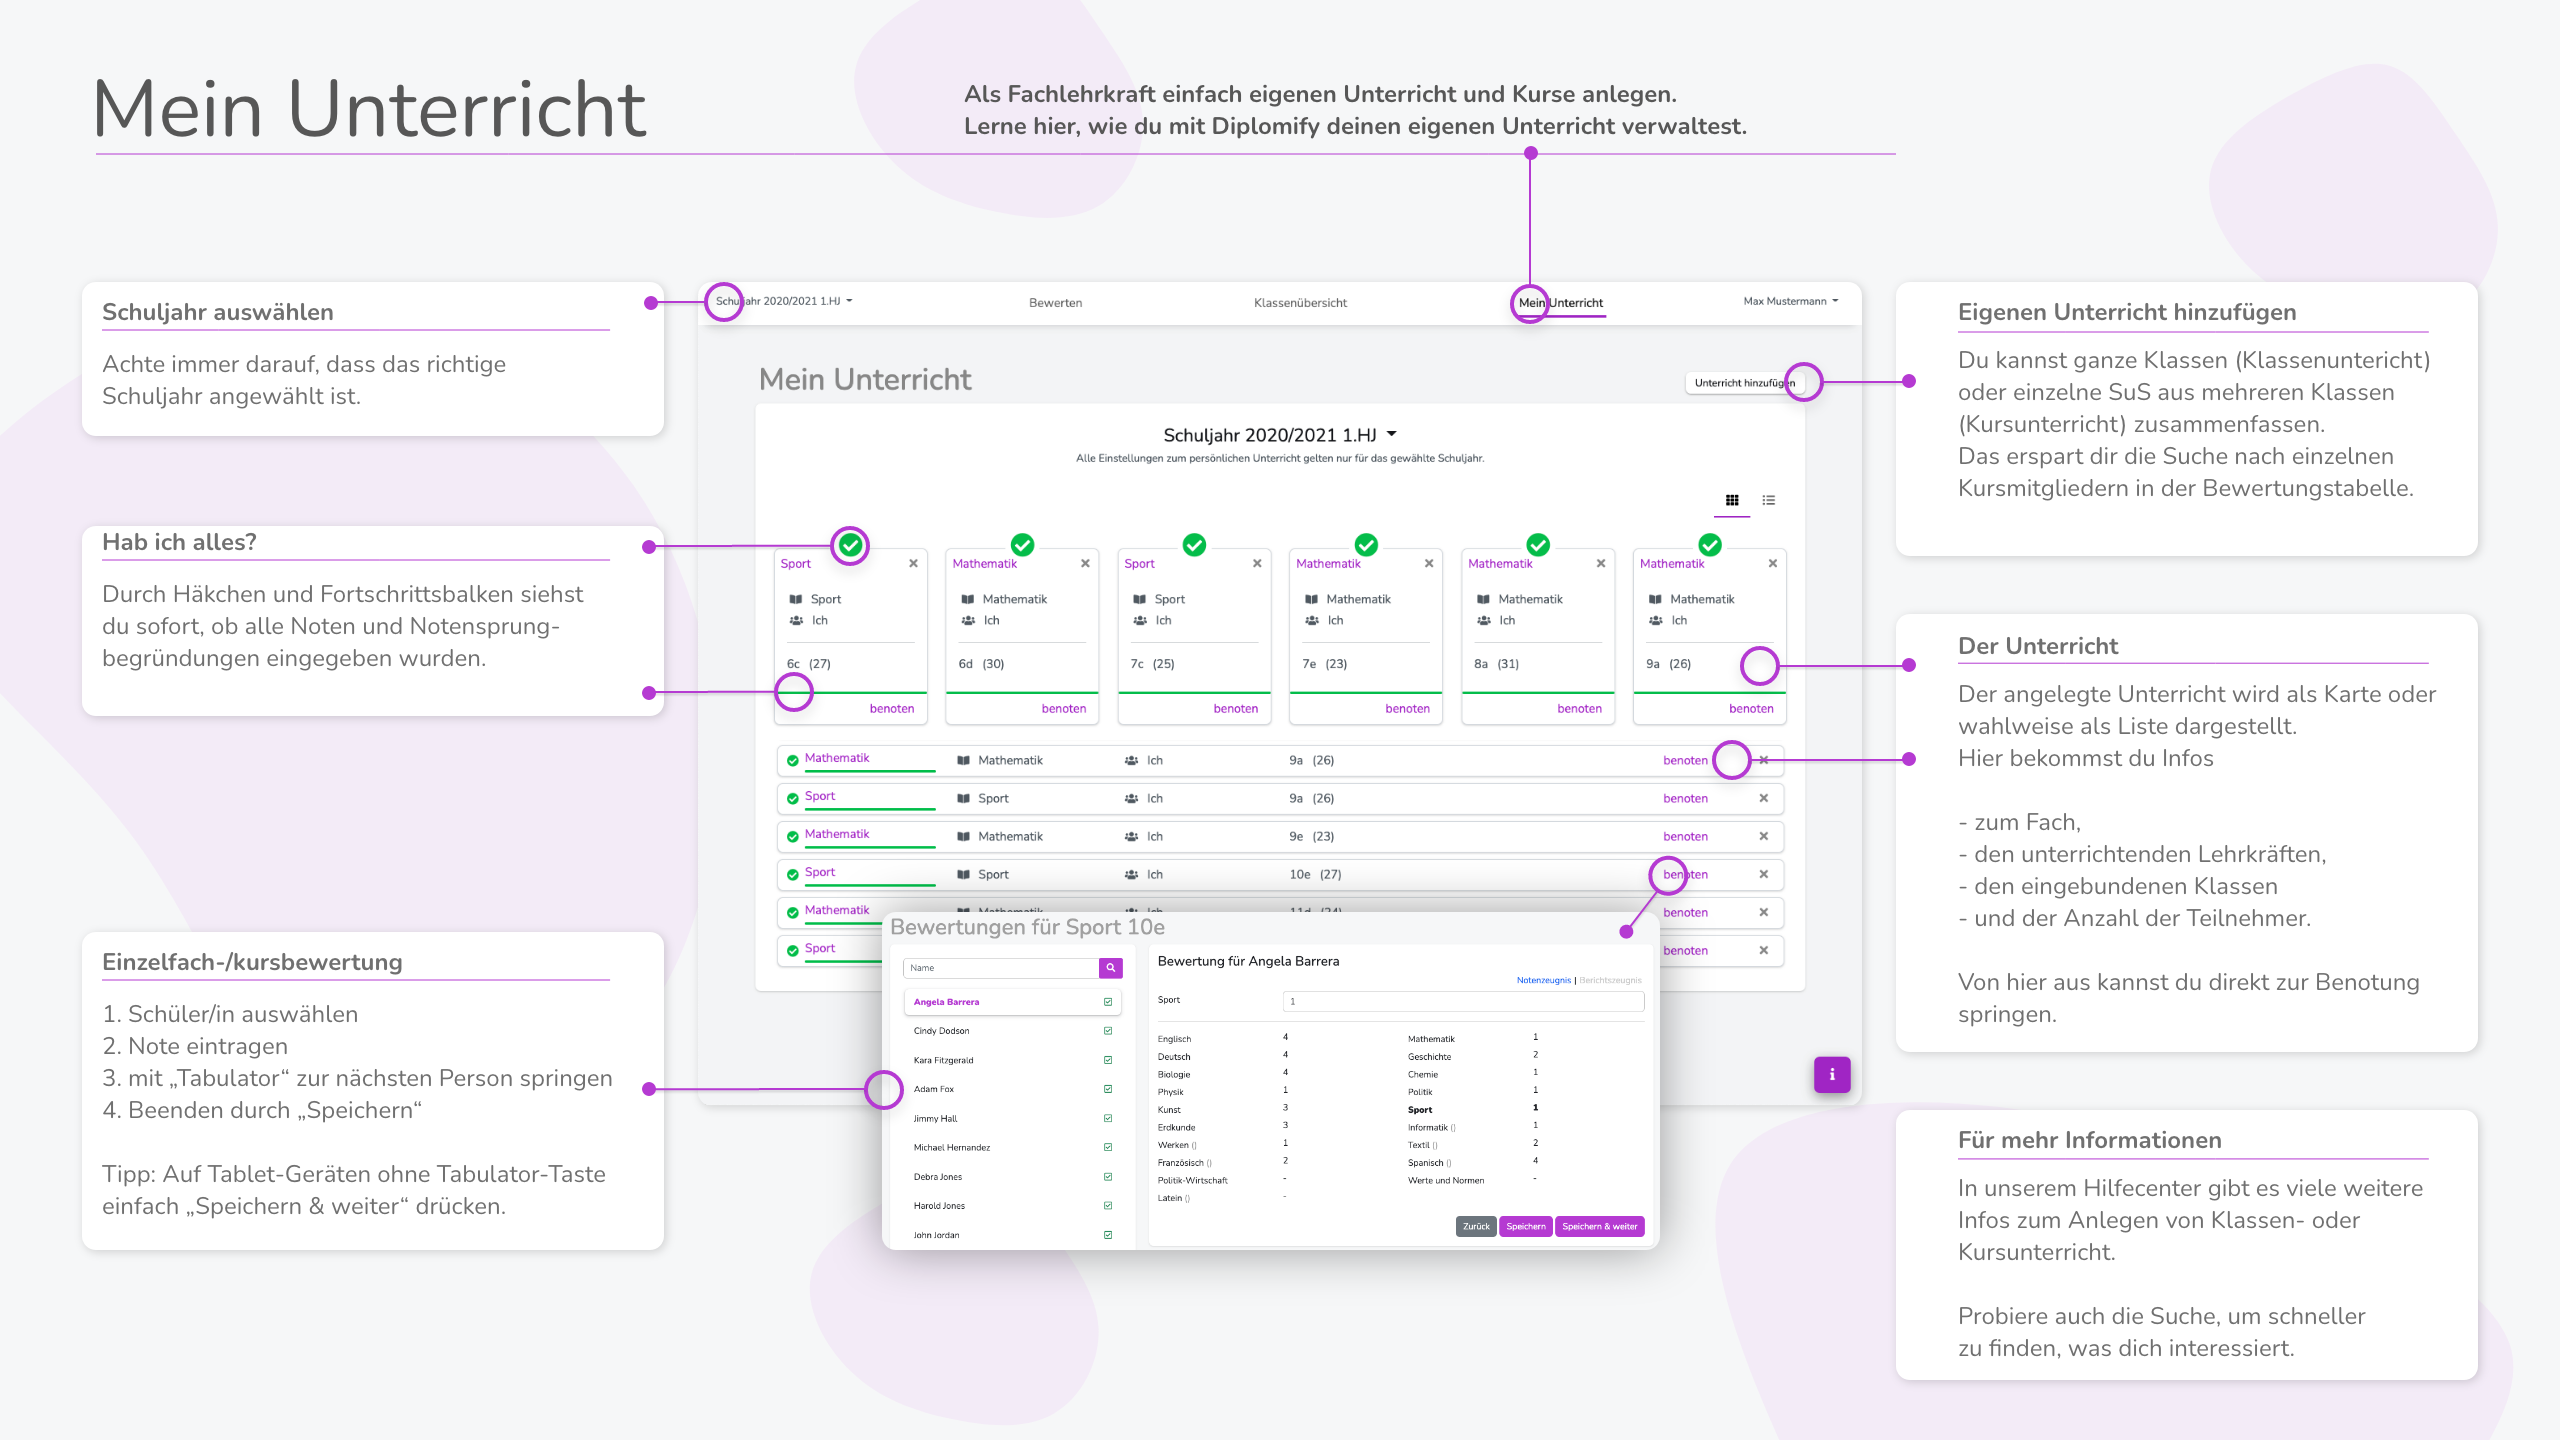 Mein Unterricht
Als Fachlehrkraft einfach eigenen Unterricht und Kurse anlegen.
Lerne hier, wie du mit Diplomify deinen eigenen Unterricht verwaltest.
Schuljahr auswählen
Achte immer darauf, dass das richtige
Schuljahr angewählt ist.
Hab ich alles?
Durch Häkchen und Fortschrittsbalken siehst
du sofort, ob alle Noten und Notensprung-
begründungen eingegeben wurden.
Einzelfach-/kursbewertung
1. Schüler/in auswählen
2. Note eintragen
3. mit „Tabulator“ zur nächsten Person springen
4. Beenden durch „Speichern“
Tipp: Auf Tablet-Geräten ohne Tabulator-Taste
einfach „Speichern & weiter“ drücken.
Schuljahr 2020/2021 1.HJ Bewerten Klassenübersicht Mein Unterricht Max Mustermann
Mein Unterricht
Unterricht hinzufügen
Schuljahr 2020/2021 1.HJ
Alle Einstellungen zum persönlichen Unterricht gelten nur für das gewählte Schuljahr.
Sport Mathematik Sport Mathematik Mathematik Mathematik
Sport Mathematik Sport Mathematik Mathematik Mathematik
Ich Ich Ich Ich Ich Ich
6c (27) 6d (30) 7c (25) 7e (23) 8a (31) 9a (26)
benoten benoten benoten benoten benoten benoten
Mathematik Mathematik Ich 9a (26) benoten
Sport Sport Ich 9a (26) benoten
Mathematik Mathematik Ich 9e (23) benoten
Sport Sport Ich 10e (27) benoten
Mathematik Mathematik Ich 11d (24) benoten
Sport benoten
Bewertungen für Sport 10e
Name
Angela Barrera
Cindy Dodson
Kara Fitzgerald
Adam Fox
Jimmy Hall
Michael Hernandez
Debra Jones
Harold Jones
John Jordan
Bewertung für Angela Barrera
Notenzeugnis | Berichtszeugnis
Sport 1
Englisch 4 Mathematik 1
Deutsch 4 Geschichte 2
Biologie 4 Chemie 1
Physik 1 Politik 1
Kunst 3 Sport 1
Erdkunde 3 Informatik () 1
Werken () 1 Textil () 2
Französisch () 2 Spanisch () 4
Politik-Wirtschaft - Werte und Normen -
Latein () -
Zurück Speichern Speichern & weiter
i
Eigenen Unterricht hinzufügen
Du kannst ganze Klassen (Klassenuntericht)
oder einzelne SuS aus mehreren Klassen
(Kursunterricht) zusammenfassen.
Das erspart dir die Suche nach einzelnen
Kursmitgliedern in der Bewertungstabelle.
Der Unterricht
Der angelegte Unterricht wird als Karte oder
wahlweise als Liste dargestellt.
Hier bekommst du Infos
- zum Fach,
- den unterrichtenden Lehrkräften,
- den eingebundenen Klassen
- und der Anzahl der Teilnehmer.
Von hier aus kannst du direkt zur Benotung
springen.
Für mehr Informationen
In unserem Hilfecenter gibt es viele weitere
Infos zum Anlegen von Klassen- oder
Kursunterricht.
Probiere auch die Suche, um schneller
zu finden, was dich interessiert.